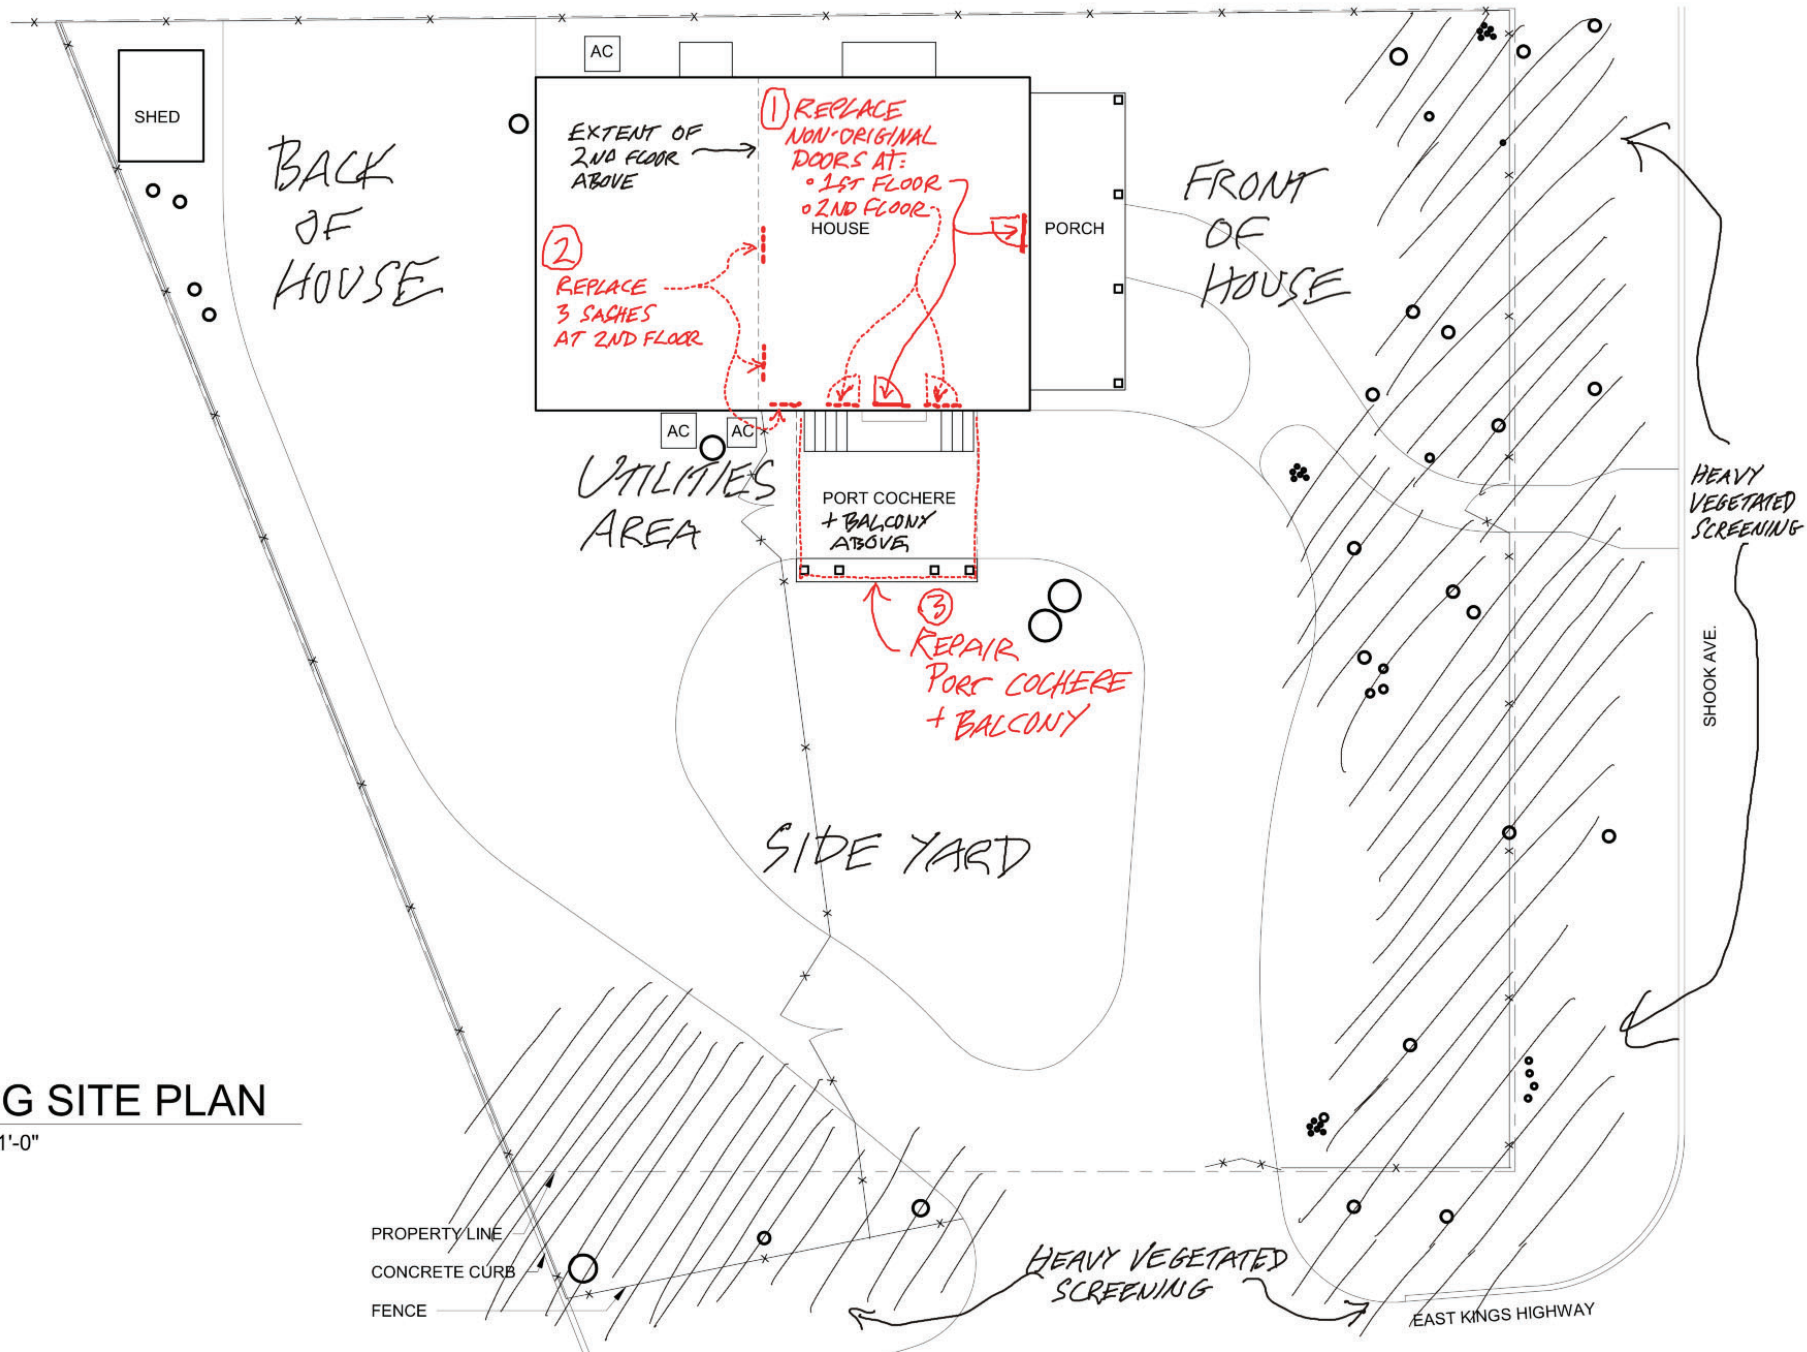 AC
SHED
BACK
OF
HOUSE
EXTENT OF
2ND FLOOR
ABOVE
1 REPLACE
NON-ORIGINAL
DOORS AT:
• 1ST FLOOR
• 2ND FLOOR
HOUSE
PORCH
FRONT
OF
HOUSE
2
REPLACE
3 SASHES
AT 2ND FLOOR
AC
AC
UTILITIES
AREA
PORT COCHERE
+ BALCONY
ABOVE
3
REPAIR
PORT COCHERE
+ BALCONY
HEAVY
VEGETATED
SCREENING
SHOOK AVE.
SIDE YARD
G SITE PLAN
1'-0"
PROPERTY LINE
CONCRETE CURB
FENCE
HEAVY VEGETATED
SCREENING
EAST KINGS HIGHWAY